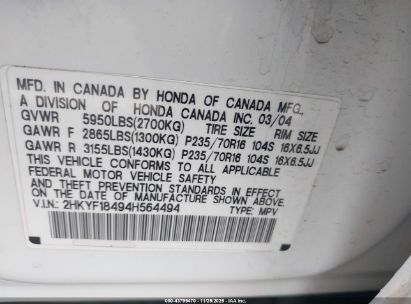 MFD. IN CANADA BY HONDA OF CANADA MFG.,
A DIVISION OF HONDA CANADA INC. 03/04
GVWR 5950LBS(2700KG) TIRE SIZE RIM SIZE
GAWR F 2865LBS(1300KG) P235/70R16 104S 16X6.5JJ
GAWR R 3155LBS(1430KG) P235/70R16 104S 16X6.5JJ
THIS VEHICLE CONFORMS TO ALL APPLICABLE
FEDERAL MOTOR VEHICLE SAFETY AND
IN EFFECT ON THE DATE OF MANUFACTURE SHOWN ABOVE.
V.I.N.: 2HKYF18494H564494 TYPE: MPV